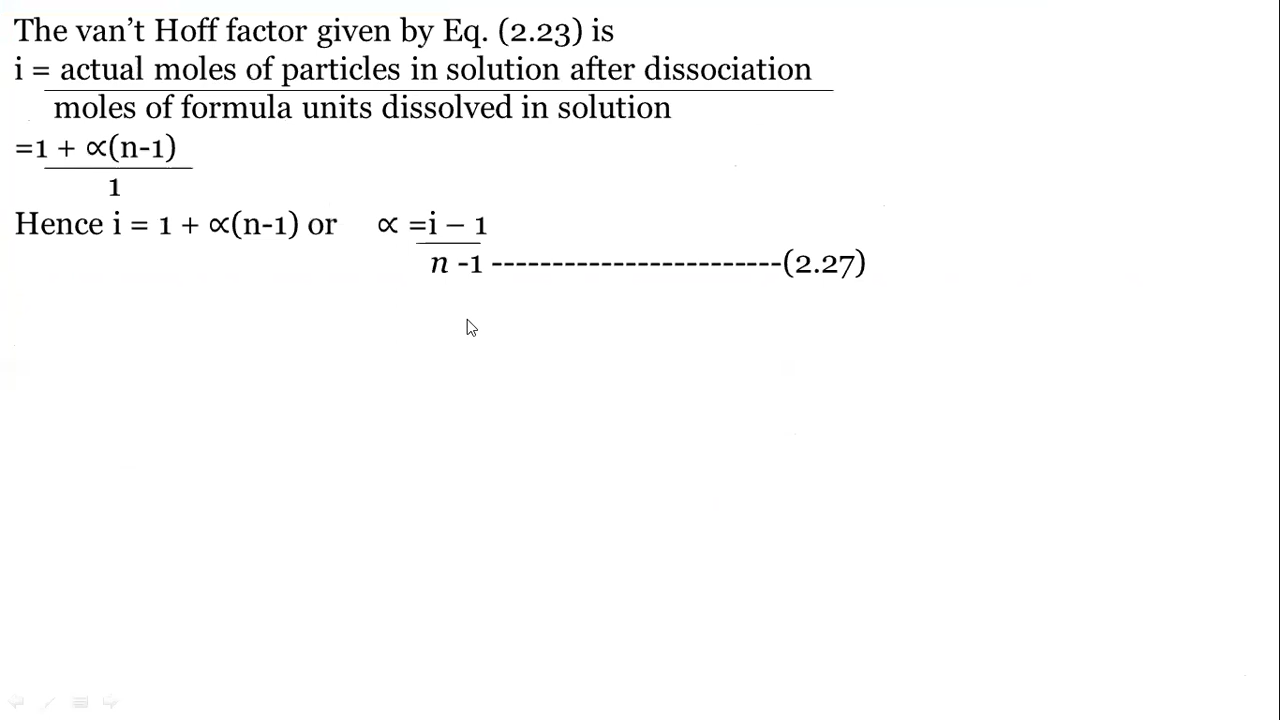 The van’t Hoff factor given by Eq. (2.23) is
i = actual moles of particles in solution after dissociation
moles of formula units dissolved in solution
=1 + ∝(n-1)
1
Hence i = 1 + ∝(n-1) or ∝ =i – 1
n -1 ------------------------(2.27)